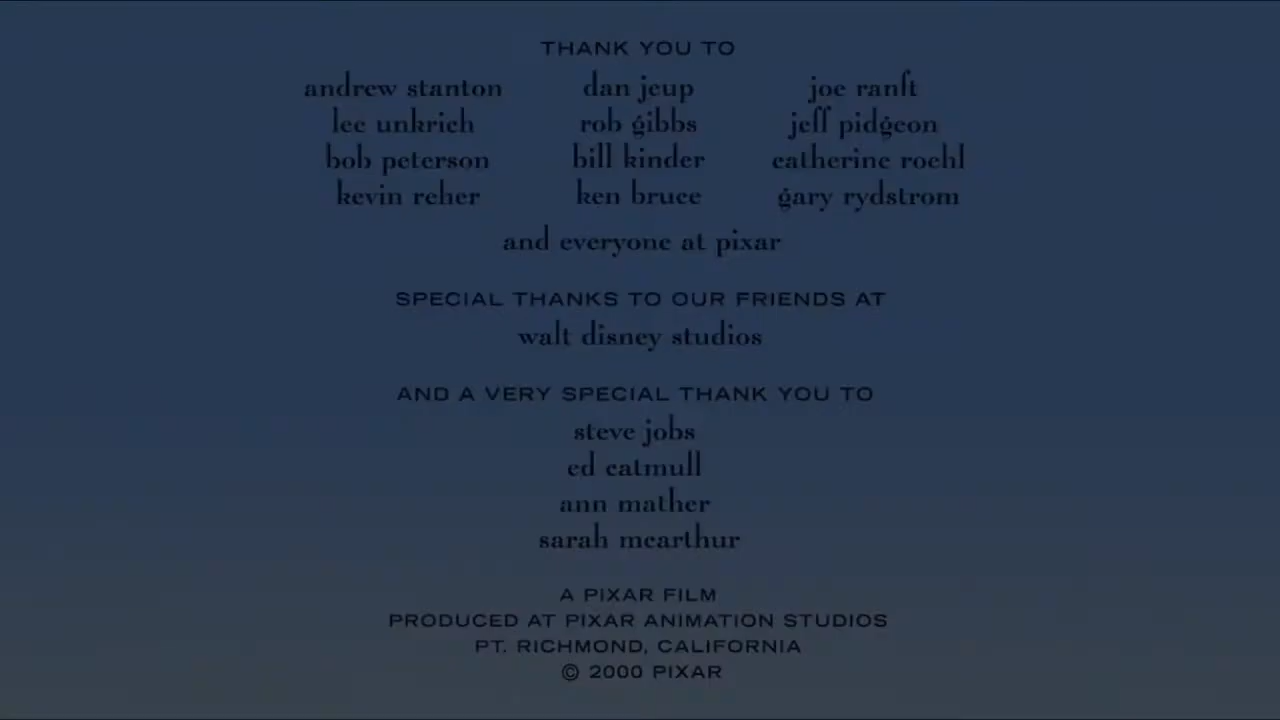 THANK YOU TO
andrew stanton dan jeup joe ranft
lee unkrich rob gibbs jeff pidgeon
bob peterson bill kinder catherine roehl
kevin reher ken bruce gary rydstrom
and everyone at pixar
SPECIAL THANKS TO OUR FRIENDS AT
walt disney studios
AND A VERY SPECIAL THANK YOU TO
steve jobs
ed catmull
ann mather
sarah mcarthur
A PIXAR FILM
PRODUCED AT PIXAR ANIMATION STUDIOS
PT. RICHMOND, CALIFORNIA
© 2000 PIXAR